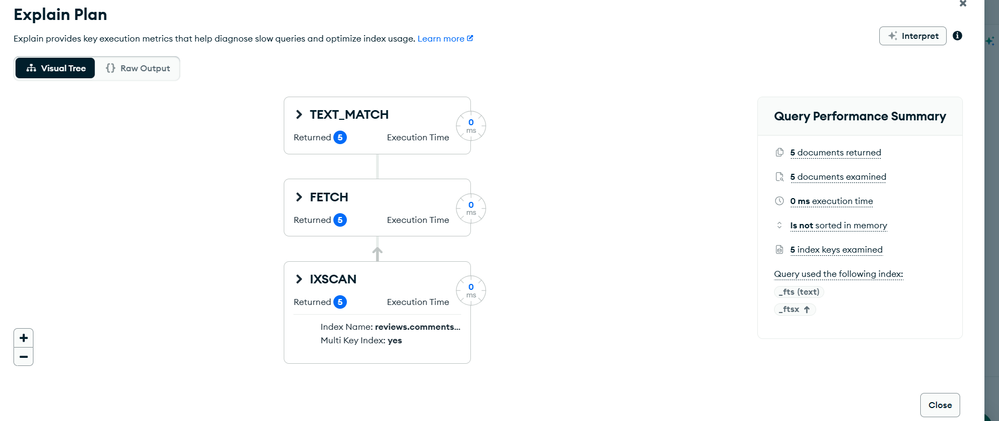 Explain Plan
Explain provides key execution metrics that help diagnose slow queries and optimize index usage. Learn more
Interpret
Visual Tree
{} Raw Output
TEXT_MATCH
Returned 5 Execution Time
0
ms
FETCH
Returned 5 Execution Time
0
ms
IXSCAN
Returned 5 Execution Time
0
ms
Index Name: reviews.comments...
Multi Key Index: yes
Query Performance Summary
5 documents returned
5 documents examined
0 ms execution time
Is not sorted in memory
5 index keys examined
Query used the following index:
_fts (text)
_ftsx ↑
+
−
Close